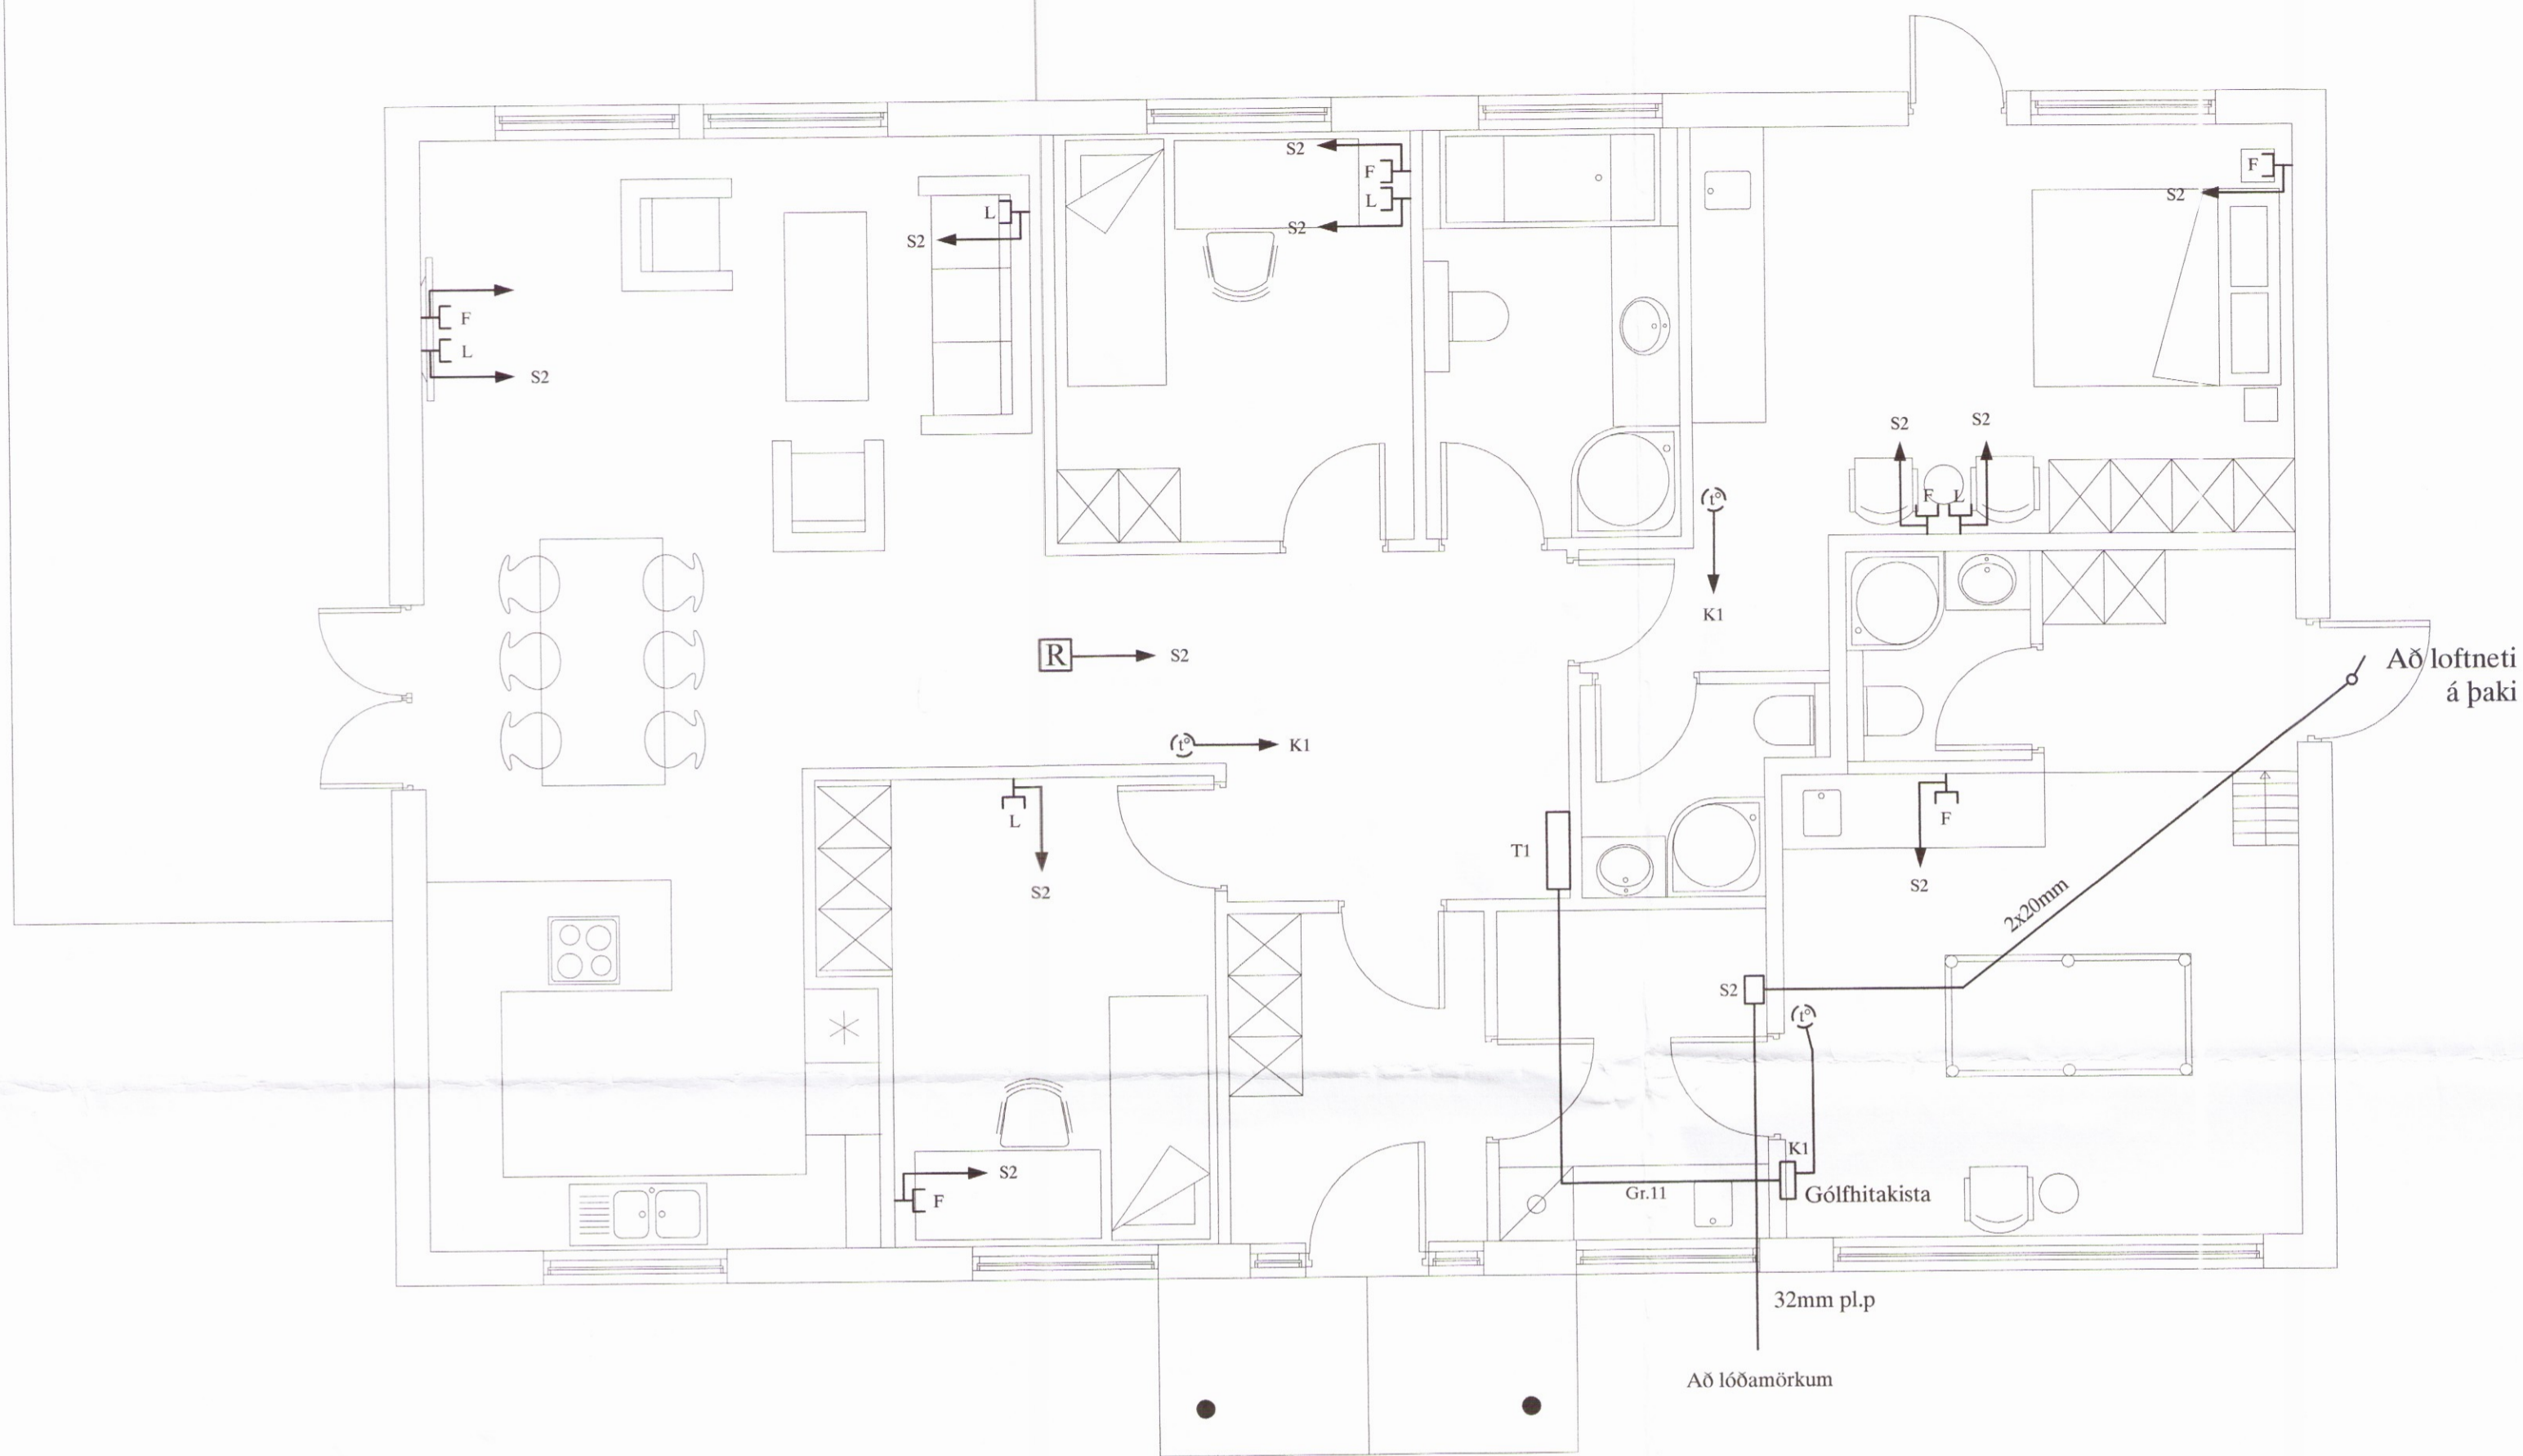 S2
F
L
S2
F
S2
L
S2
F
L
S2
S2
S2
F
L
t°
K1
R
S2
Að loftneti
á þaki
t°
K1
L
S2
T1
F
S2
2x20mm
S2
t°
K1
S2
F
Gr.11
Gólfhitakista
32mm pl.p
Að lóðamörkum